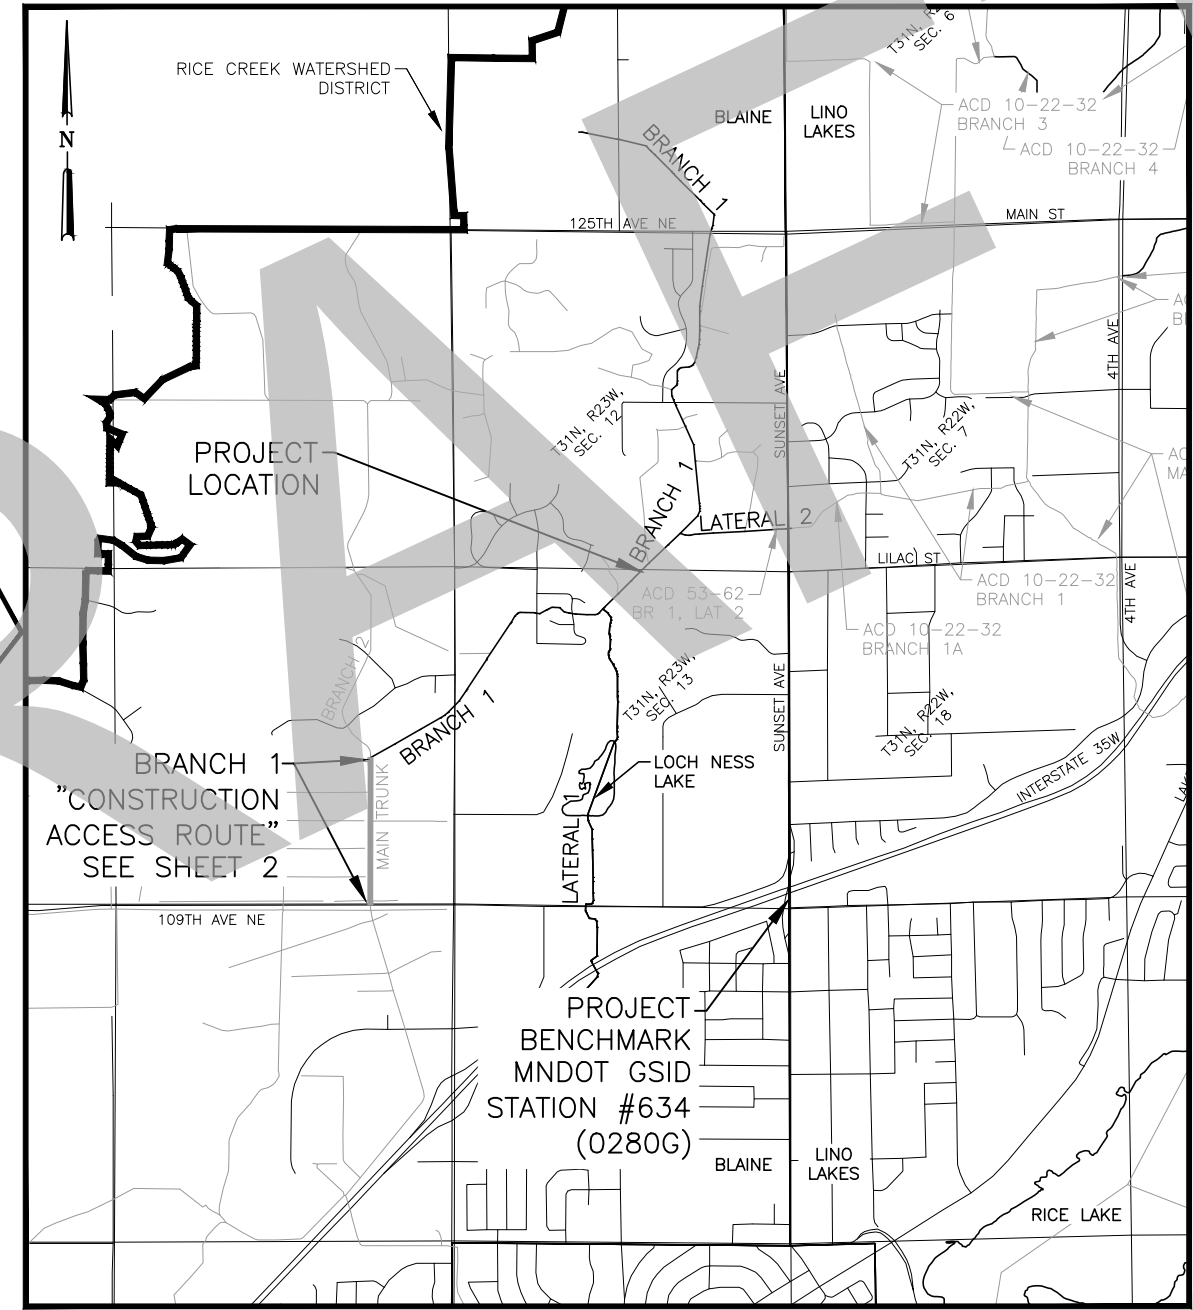 T31N, R22W,
SEC. 6
RICE CREEK WATERSHED
DISTRICT
N
BLAINE
LINO
LAKES
ACD 10-22-32
BRANCH 3
ACD 10-22-32
BRANCH 4
BRANCH 1
125TH AVE NE
MAIN ST
4TH AVE
SUNSET AVE
T31N, R23W,
SEC. 12
T31N, R22W,
SEC. 7
PROJECT
LOCATION
BRANCH 1
LATERAL 2
LILAC ST
ACD 53-62
BR 1, LAT 2
ACD 10-22-32
BRANCH 1
4TH AVE
ACD 10-22-32
BRANCH 1A
BRANCH 2
T31N, R23W,
SEC. 13
SUNSET AVE
T31N, R22W,
SEC. 18
BRANCH 1
INTERSTATE 35W
BRANCH 1
"CONSTRUCTION
ACCESS ROUTE"
SEE SHEET 2
MAIN TRUNK
LOCH NESS
LAKE
LATERAL 1
109TH AVE NE
PROJECT
BENCHMARK
MNDOT GSID
STATION #634
(0280G)
BLAINE
LINO
LAKES
RICE LAKE